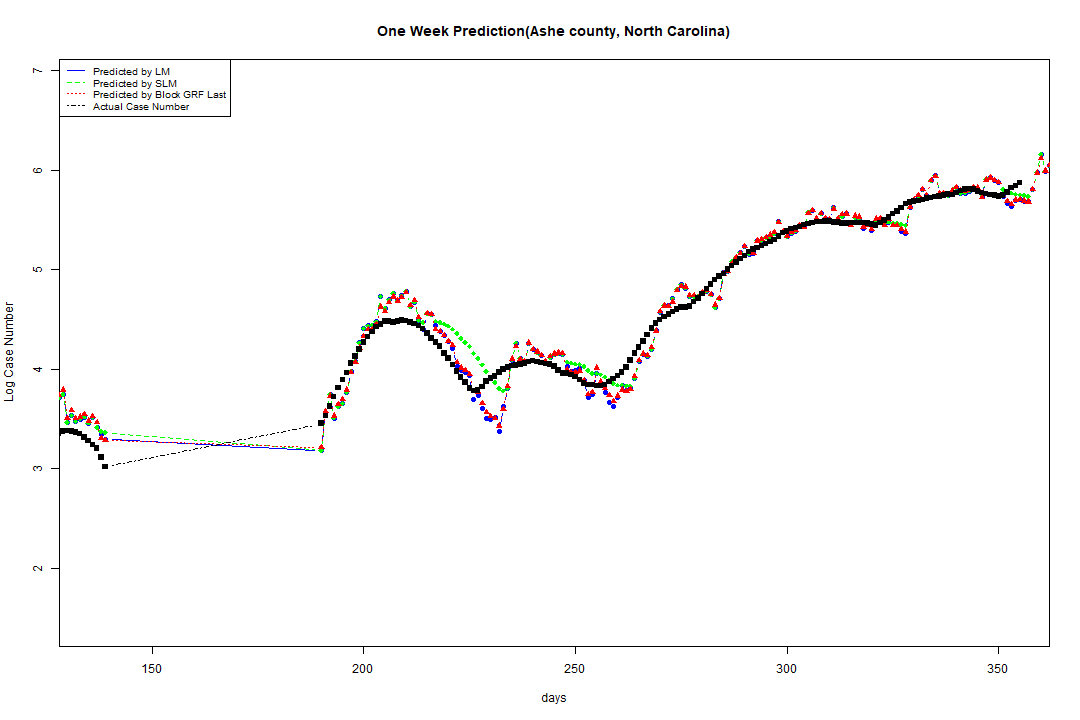 One Week Prediction(Ashe county, North Carolina)
Predicted by LM
Predicted by SLM
Predicted by Block GRF Last
Actual Case Number
7
6
5
4
3
2
Log Case Number
150 200 250 300 350
days